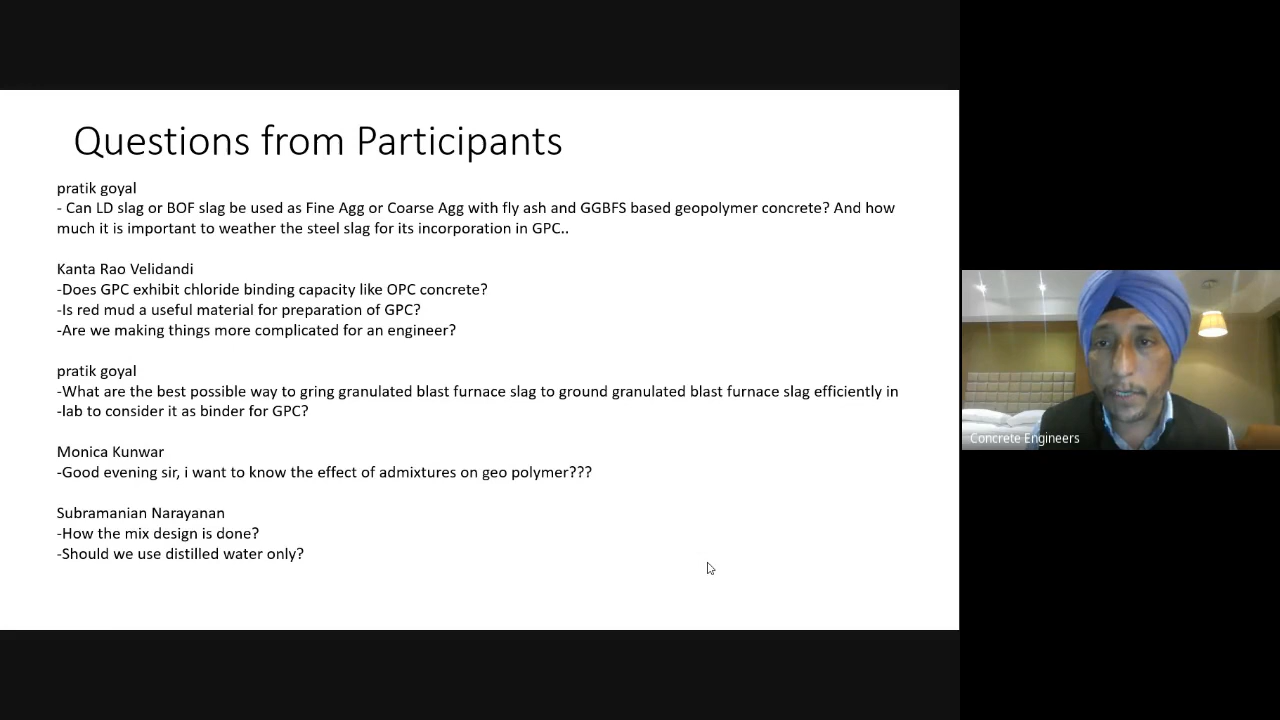 Questions from Participants
pratik goyal
- Can LD slag or BOF slag be used as Fine Agg or Coarse Agg with fly ash and GGBFS based geopolymer concrete? And how
much it is important to weather the steel slag for its incorporation in GPC..
Kanta Rao Velidandi
-Does GPC exhibit chloride binding capacity like OPC concrete?
-Is red mud a useful material for preparation of GPC?
-Are we making things more complicated for an engineer?
pratik goyal
-What are the best possible way to gring granulated blast furnace slag to ground granulated blast furnace slag efficiently in
-lab to consider it as binder for GPC?
Monica Kunwar
-Good evening sir, i want to know the effect of admixtures on geo polymer???
Subramanian Narayanan
-How the mix design is done?
-Should we use distilled water only?
Concrete Engineers